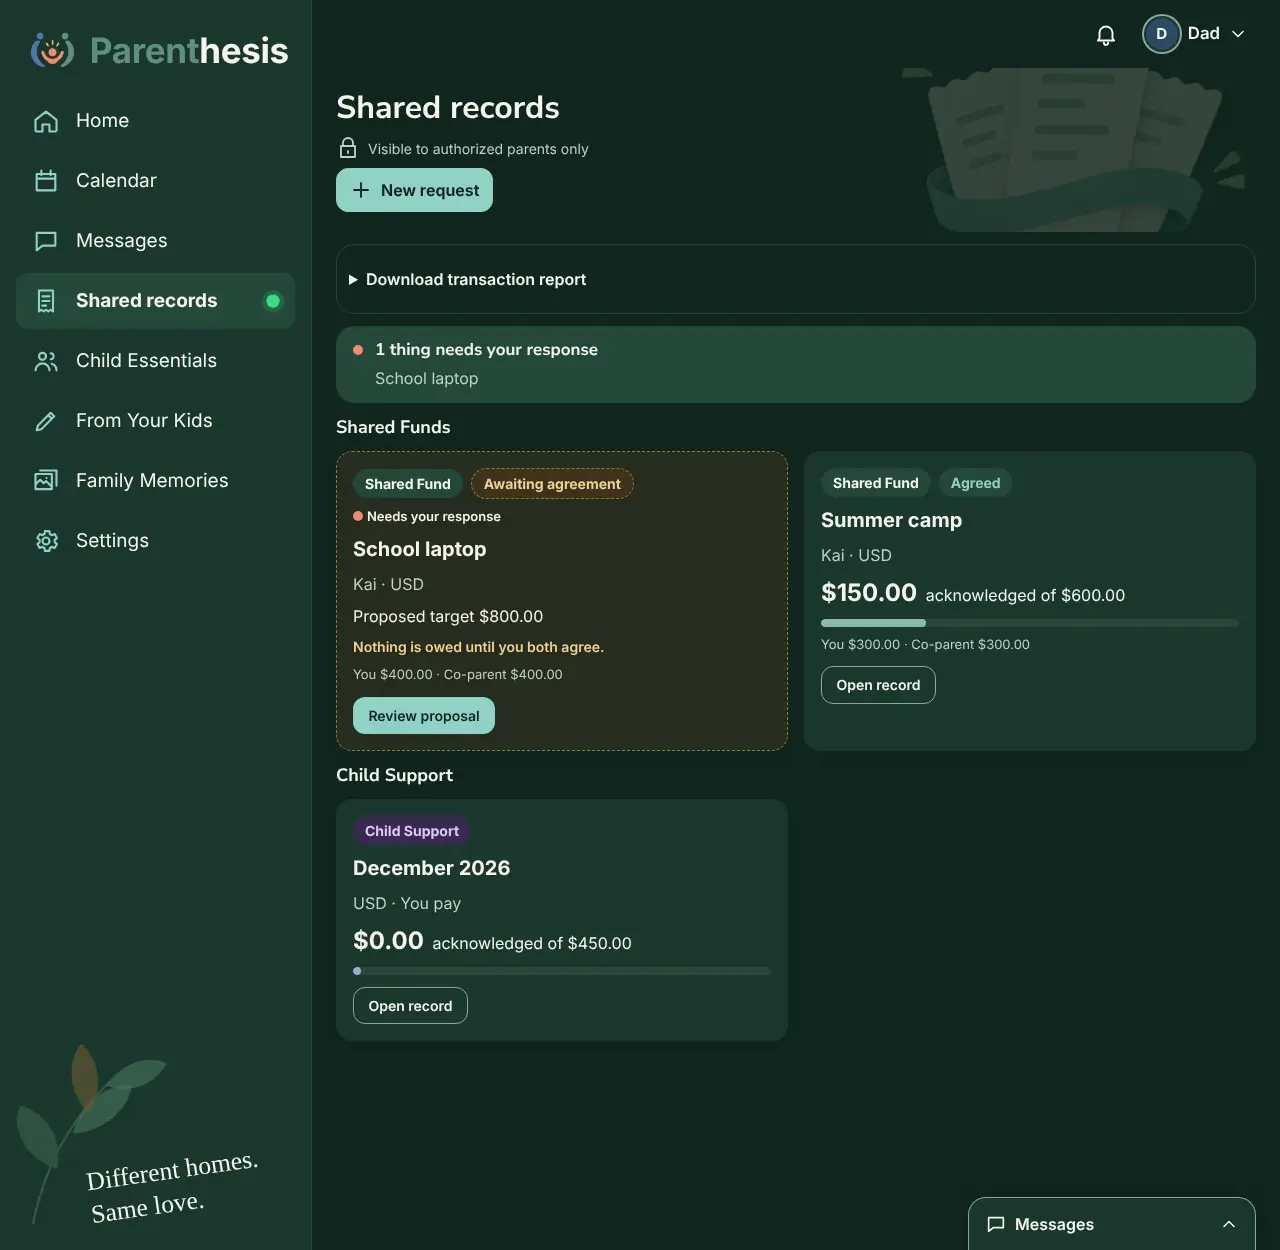 Parenthesis
D
Dad
Home
Calendar
Messages
Shared records
Child Essentials
From Your Kids
Family Memories
Settings
Different homes.
Same love.
Shared records
Visible to authorized parents only
New request
Download transaction report
1 thing needs your response
School laptop
Shared Funds
Shared Fund
Awaiting agreement
Needs your response
School laptop
Kai · USD
Proposed target $800.00
Nothing is owed until you both agree.
You $400.00 · Co-parent $400.00
Review proposal
Shared Fund
Agreed
Summer camp
Kai · USD
$150.00 acknowledged of $600.00
You $300.00 · Co-parent $300.00
Open record
Child Support
Child Support
December 2026
USD · You pay
$0.00 acknowledged of $450.00
Open record
Messages